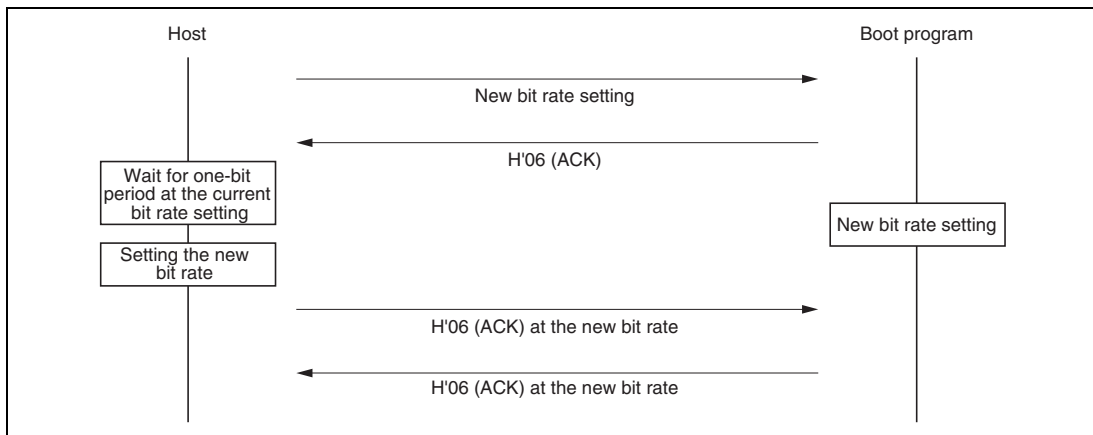 Host
Boot program
New bit rate setting
H'06 (ACK)
Wait for one-bit
period at the current
bit rate setting
New bit rate setting
Setting the new
bit rate
H'06 (ACK) at the new bit rate
H'06 (ACK) at the new bit rate